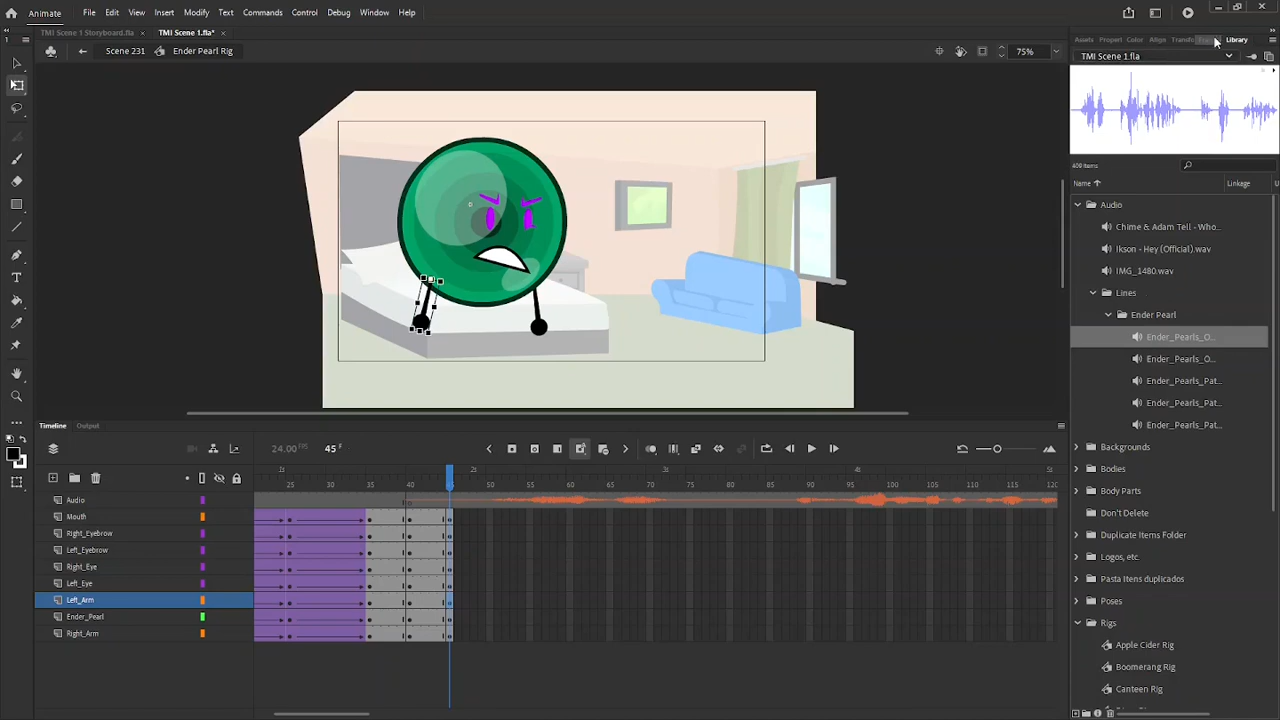 Animate File Edit View Insert Modify Text Commands Control Debug Window Help
TMI Scene 1 Storyboard.fla × TMI Scene 1.fla* ×
Scene 231 Ender Pearl Rig 75%
Assets Propert Color Align Transfo Library
TMI Scene 1.fla
409 items
Name Linkage
Audio
Chime & Adam Tell - Who...
Ikson - Hey (Official).wav
IMG_1480.wav
Lines
Ender Pearl
Ender_Pearls_O...
Ender_Pearls_O...
Ender_Pearls_Pat...
Ender_Pearls_Pat...
Ender_Pearls_Pat...
Backgrounds
Bodies
Body Parts
Don't Delete
Duplicate Items Folder
Logos, etc.
Pasta Itens duplicados
Poses
Rigs
Apple Cider Rig
Boomerang Rig
Canteen Rig
Timeline Output
24.00 FPS 45 F
1s 2s 3s 4s 5s
25 30 35 40 45 50 55 60 65 70 75 80 85 90 95 100 105 110 115 120
Audio
Mouth
Right_Eyebrow
Left_Eyebrow
Right_Eye
Left_Eye
Left_Arm
Ender_Pearl
Right_Arm